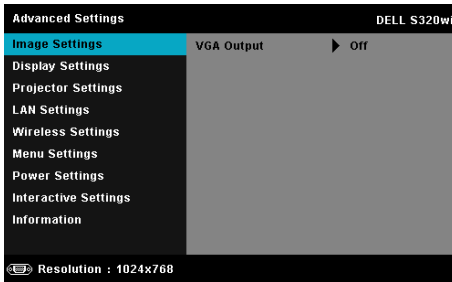 Advanced Settings DELL S320wi
Image Settings VGA Output Off
Display Settings
Projector Settings
LAN Settings
Wireless Settings
Menu Settings
Power Settings
Interactive Settings
Information
Resolution : 1024x768